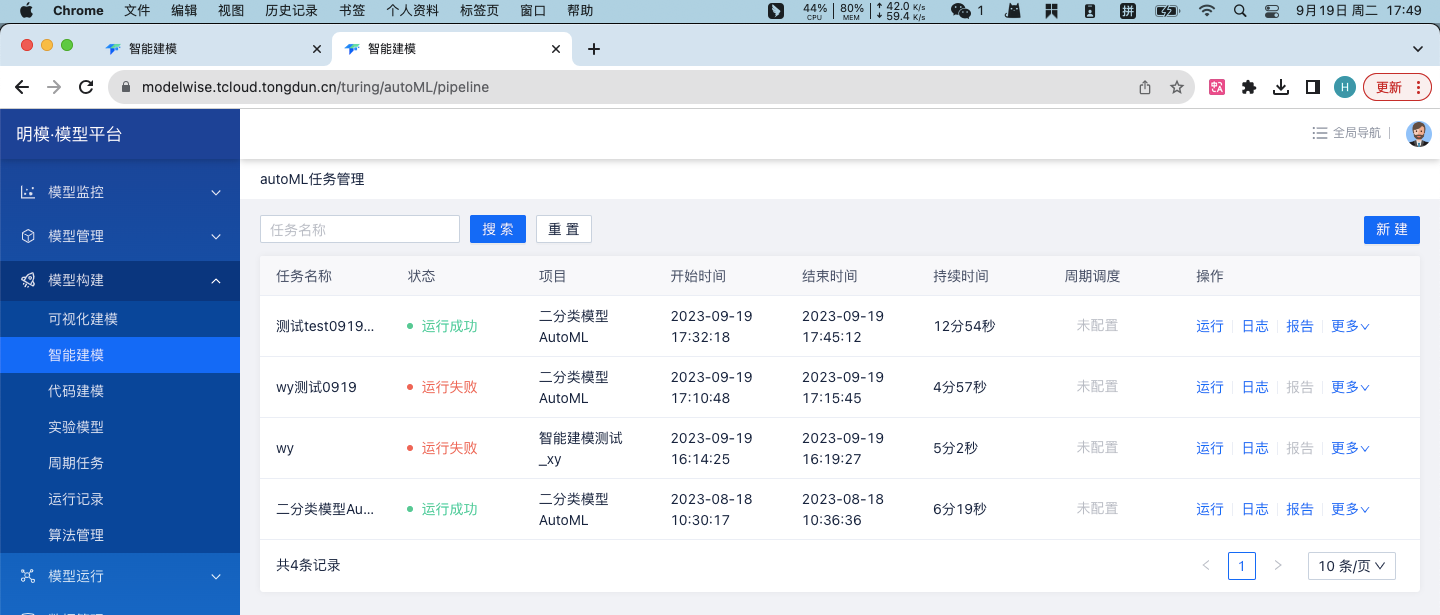 Chrome 文件 编辑 视图 历史记录 书签 个人资料 标签页 窗口 帮助 44% CPU 80% MEM ↑ 42.0 K/s ↓ 59.4 K/s 1 拼 9月19日 周二 17:49
智能建模 智能建模
modelwise.tcloud.tongdun.cn/turing/autoML/pipeline H 更新
明模·模型平台 全局导航
模型监控
模型管理
模型构建
可视化建模
智能建模
代码建模
实验模型
周期任务
运行记录
算法管理
模型运行
autoML任务管理
任务名称 搜 索 重 置 新 建
任务名称 状态 项目 开始时间 结束时间 持续时间 周期调度 操作
测试test0919... 运行成功 二分类模型 AutoML 2023-09-19 17:32:18 2023-09-19 17:45:12 12分54秒 未配置 运行 日志 报告 更多
wy测试0919 运行失败 二分类模型 AutoML 2023-09-19 17:10:48 2023-09-19 17:15:45 4分57秒 未配置 运行 日志 报告 更多
wy 运行失败 智能建模测试_xy 2023-09-19 16:14:25 2023-09-19 16:19:27 5分2秒 未配置 运行 日志 报告 更多
二分类模型Au... 运行成功 二分类模型 AutoML 2023-08-18 10:30:17 2023-08-18 10:36:36 6分19秒 未配置 运行 日志 报告 更多
共4条记录 1 10 条/页